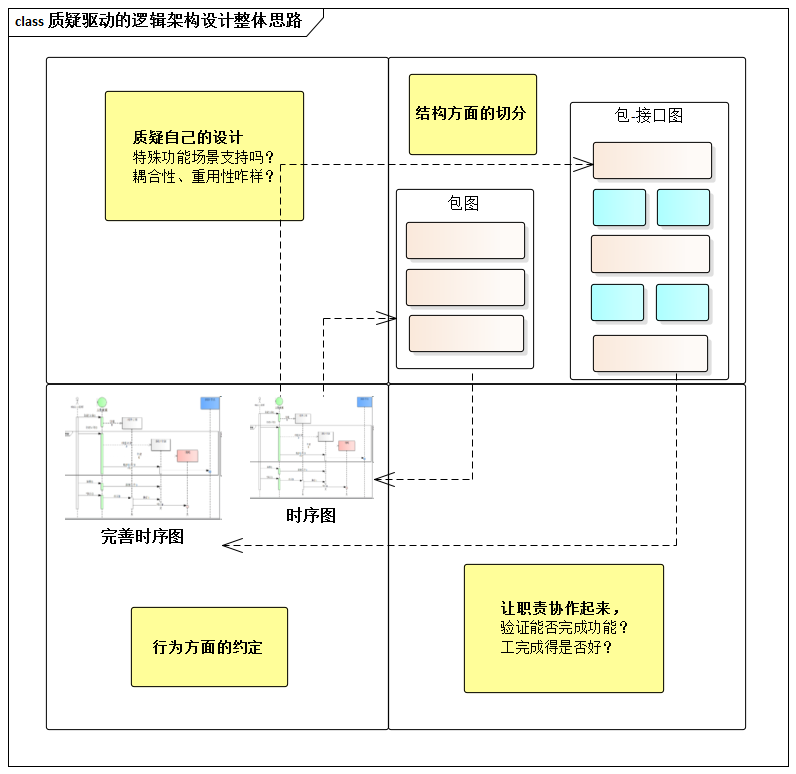 class 质疑驱动的逻辑架构设计整体思路
质疑自己的设计
特殊功能场景支持吗？
耦合性、重用性咋样？
结构方面的切分
包-接口图
包图
时序图
完善时序图
行为方面的约定
让职责协作起来，
验证能否完成功能？
工完成得是否好？